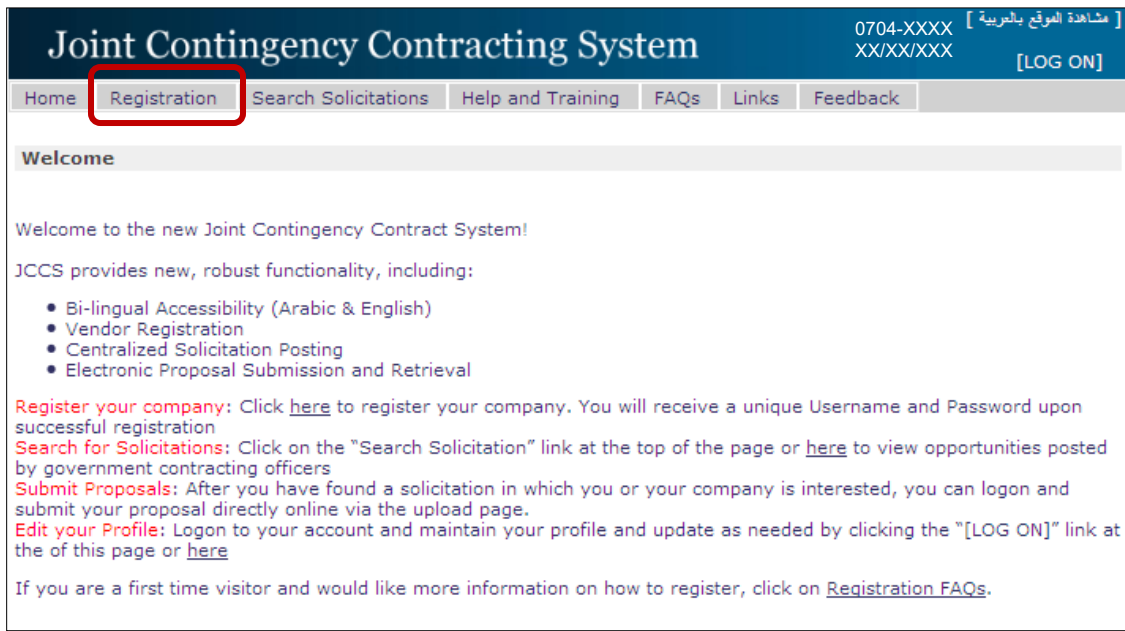 Joint Contingency Contracting System
0704-XXXX
XX/XX/XXX
[ مشاهدة الموقع بالعربية ]
[LOG ON]
Home Registration Search Solicitations Help and Training FAQs Links Feedback
Welcome
Welcome to the new Joint Contingency Contract System!
JCCS provides new, robust functionality, including:
• Bi-lingual Accessibility (Arabic & English)
• Vendor Registration
• Centralized Solicitation Posting
• Electronic Proposal Submission and Retrieval
Register your company: Click here to register your company. You will receive a unique Username and Password upon
successful registration
Search for Solicitations: Click on the “Search Solicitation” link at the top of the page or here to view opportunities posted
by government contracting officers
Submit Proposals: After you have found a solicitation in which you or your company is interested, you can logon and
submit your proposal directly online via the upload page.
Edit your Profile: Logon to your account and maintain your profile and update as needed by clicking the “[LOG ON]” link at
the of this page or here
If you are a first time visitor and would like more information on how to register, click on Registration FAQs.